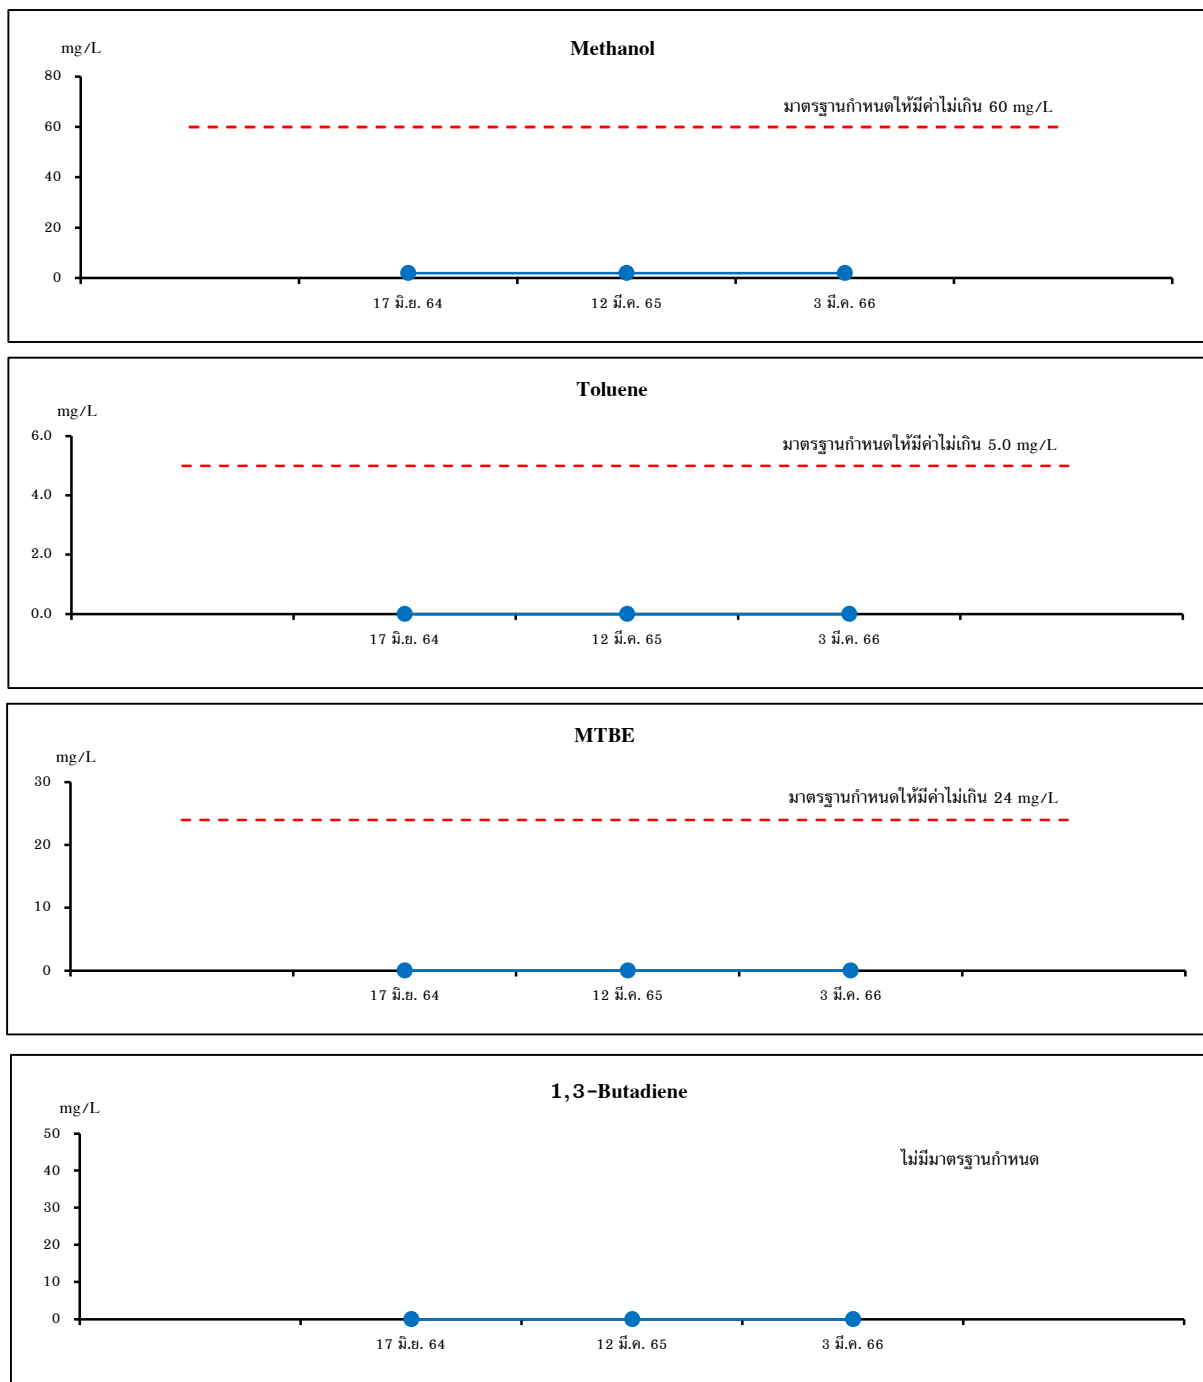 Methanol
mg/L
80
มาตรฐานกำหนดให้มีค่าไม่เกิน 60 mg/L
60
40
20
0
17 มิ.ย. 64 12 มี.ค. 65 3 มี.ค. 66
Toluene
mg/L
6.0
มาตรฐานกำหนดให้มีค่าไม่เกิน 5.0 mg/L
4.0
2.0
0.0
17 มิ.ย. 64 12 มี.ค. 65 3 มี.ค. 66
MTBE
mg/L
30
มาตรฐานกำหนดให้มีค่าไม่เกิน 24 mg/L
20
10
0
17 มิ.ย. 64 12 มี.ค. 65 3 มี.ค. 66
1,3-Butadiene
mg/L
50
ไม่มีมาตรฐานกำหนด
40
30
20
10
0
17 มิ.ย. 64 12 มี.ค. 65 3 มี.ค. 66